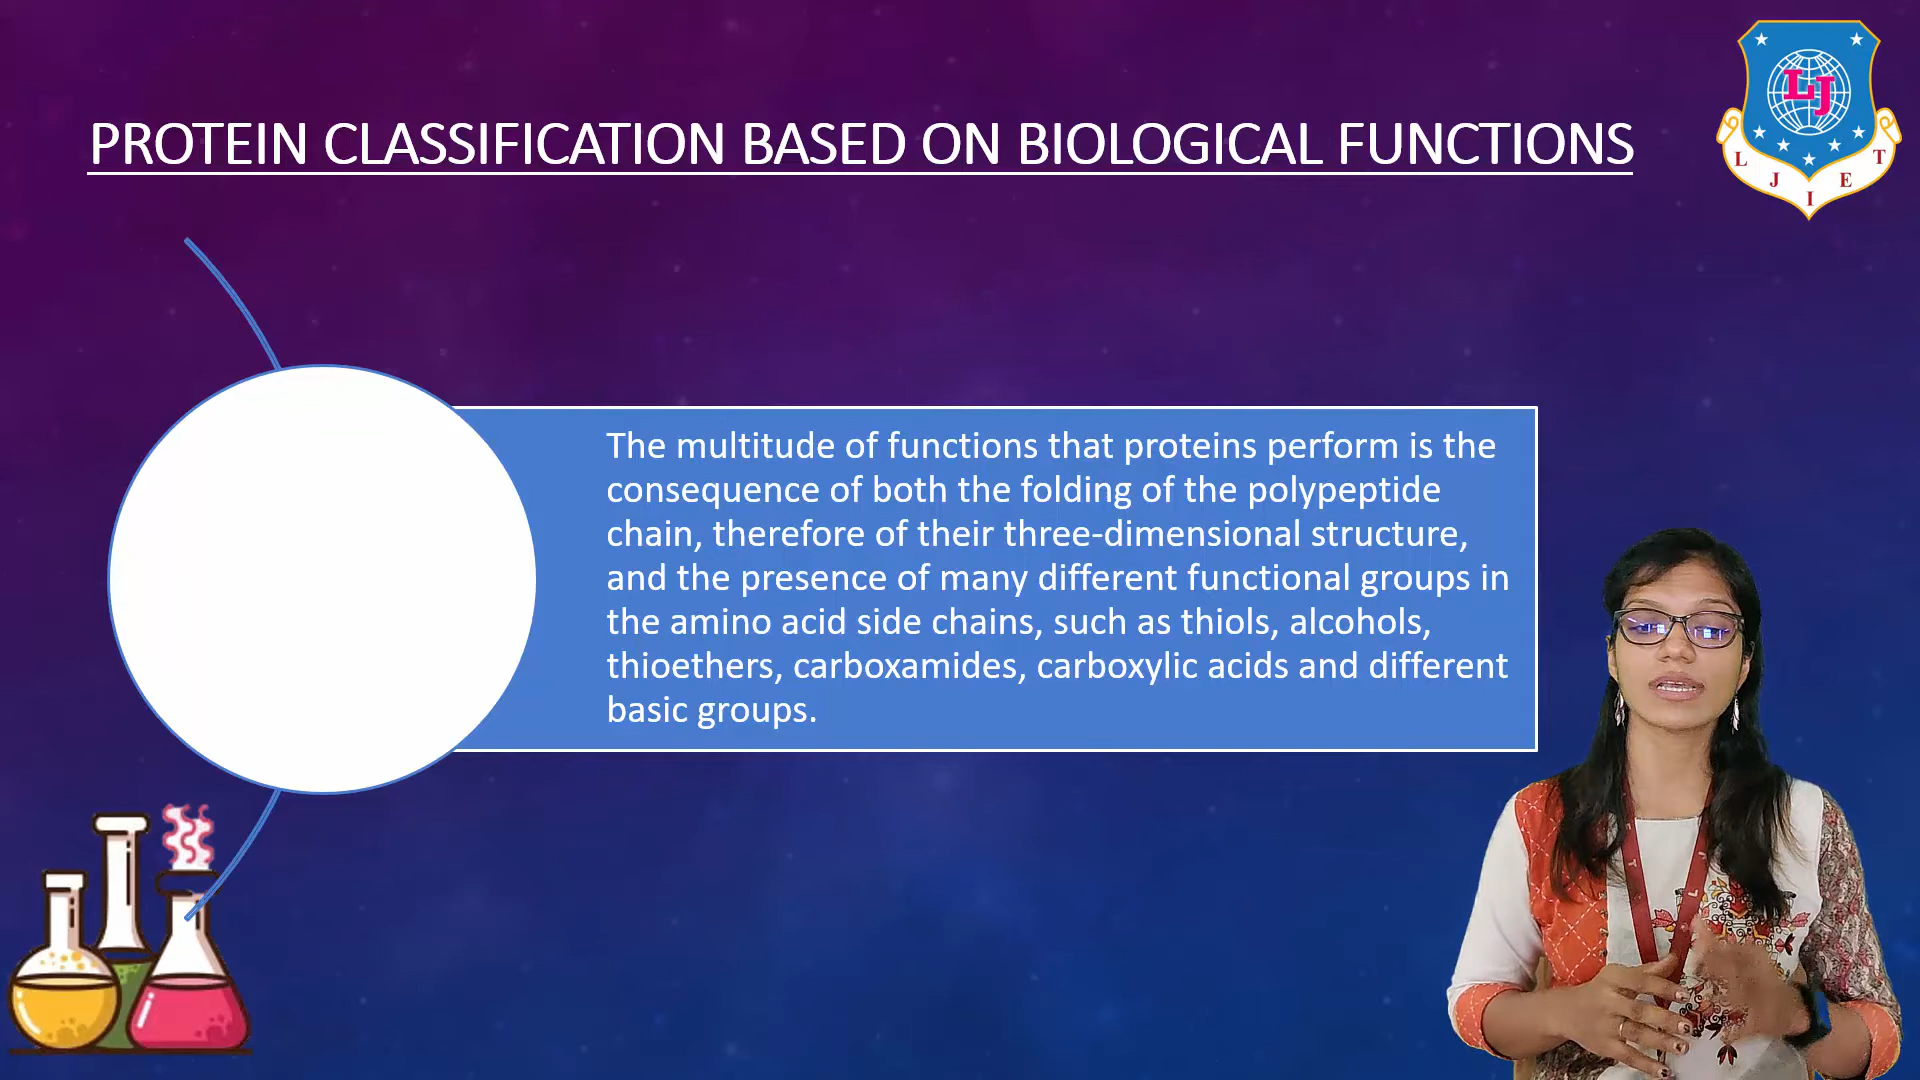 PROTEIN CLASSIFICATION BASED ON BIOLOGICAL FUNCTIONS
LJ
L J I E T
The multitude of functions that proteins perform is the
consequence of both the folding of the polypeptide
chain, therefore of their three-dimensional structure,
and the presence of many different functional groups in
the amino acid side chains, such as thiols, alcohols,
thioethers, carboxamides, carboxylic acids and different
basic groups.